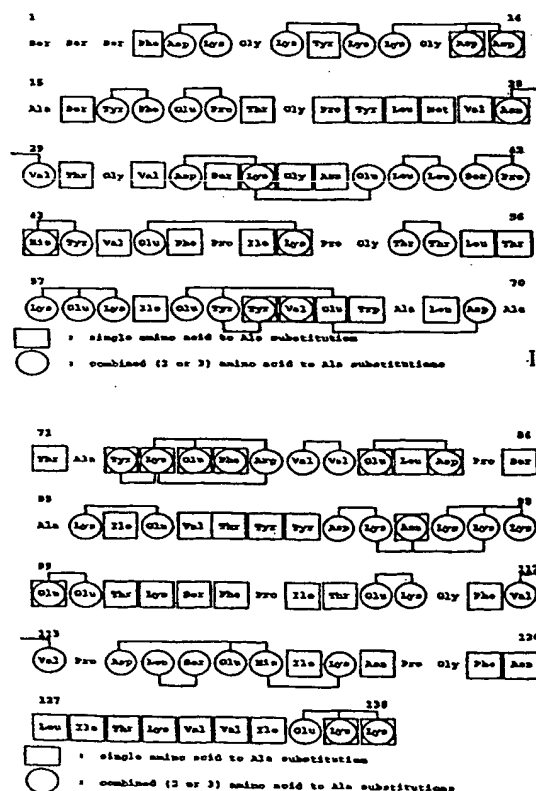 1 14
Ser Ser Ser Phe Asp Lys Gly Lys Tyr Lys Lys Gly Asp Asp
15 28
Ala Ser Tyr Phe Glu Pro Thr Gly Pro Tyr Leu Met Val Asn
29 42
Val Thr Gly Val Asp Ser Lys Gly Asn Glu Leu Leu Ser Pro
43 56
His Tyr Val Glu Phe Pro Ile Lys Pro Gly Thr Thr Leu Thr
57 70
Lys Glu Lys Ile Glu Tyr Tyr Val Glu Trp Ala Leu Asp Ala
: single amino acid to Ala substitution
: combined (2 or 3) amino acid to Ala substitutions
71 84
Thr Ala Tyr Lys Glu Phe Arg Val Val Glu Leu Asp Pro Ser
85 98
Ala Lys Ile Glu Val Thr Tyr Tyr Asp Lys Asn Lys Lys Lys
99 112
Glu Glu Thr Lys Ser Phe Pro Ile Thr Glu Lys Gly Phe Val
113 126
Val Pro Asp Leu Ser Glu His Ile Lys Asn Pro Gly Phe Asn
127 138
Leu Ile Thr Lys Val Val Ile Glu Lys Lys
: single amino acid to Ala substitution
: combined (2 or 3) amino acid to Ala substitutions